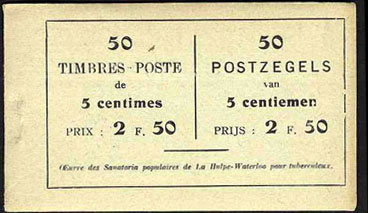 50
TIMBRES-POSTE
de
5 centimes
PRIX : 2 F. 50
50
POSTZEGELS
van
5 centiemen
PRIJS : 2 F. 50
Œuvre des Sanatoria populaires de La Hulpe-Waterloo pour tuberculeux.